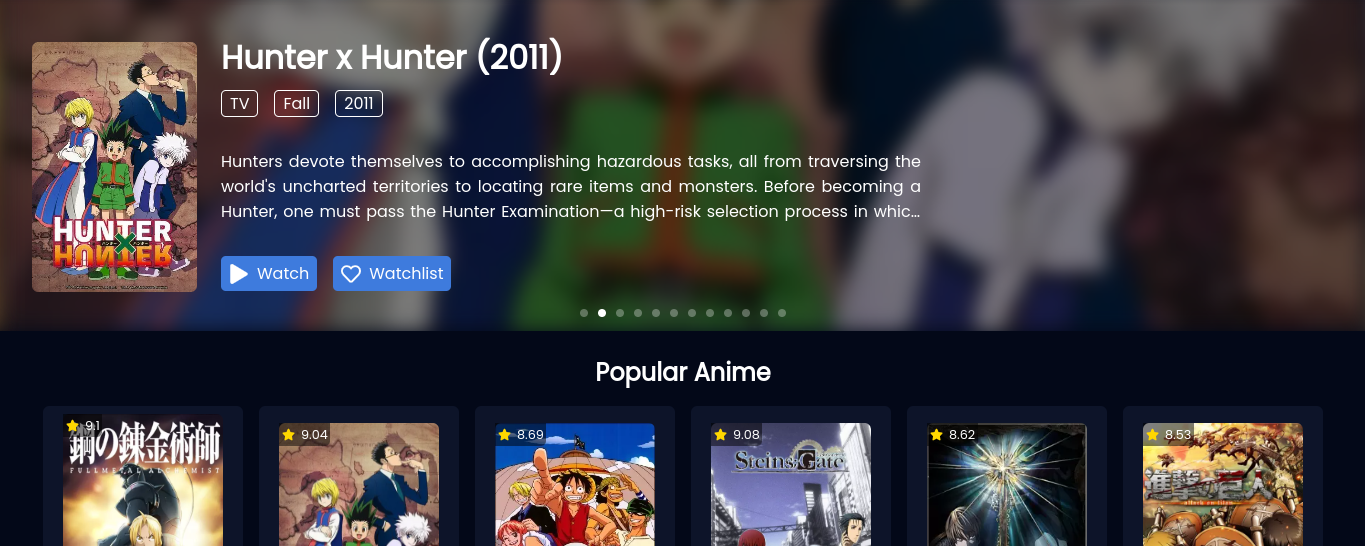 Hunter x Hunter (2011)
TV
Fall
2011
Hunters devote themselves to accomplishing hazardous tasks, all from traversing the
world's uncharted territories to locating rare items and monsters. Before becoming a
Hunter, one must pass the Hunter Examination—a high-risk selection process in whic...
HUNTER
HUNTER
Watch
Watchlist
Popular Anime
9.1
9.04
8.69
9.08
8.62
8.53
鋼の錬金術師
FULLMETAL ALCHEMIST
Steins;Gate
進撃の巨人
attack on titan